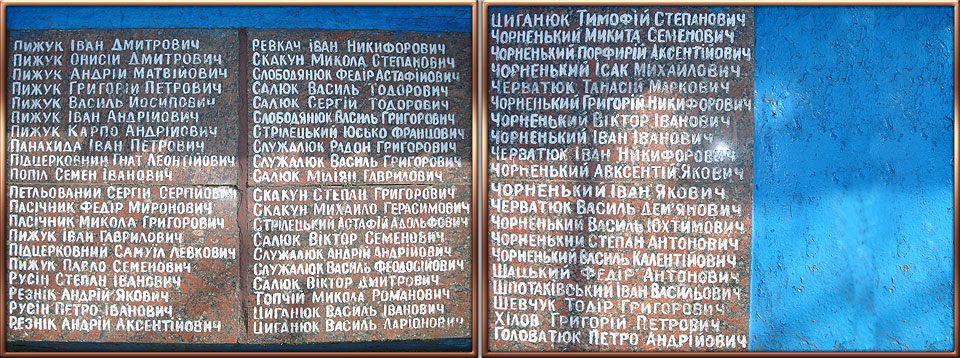 Пижук Іван Дмитрович
Пижук Онисій Дмитрович
Пижук Андрій Матвійович
Пижук Григорій Петрович
Пижук Василь Йосипович
Пижук Іван Андрійович
Пижук Карпо Андрійович
Панахида Іван Петрович
Підцерковний Гнат Леонтійович
Попіл Семен Іванович
Петльований Сергій Сергійович
Пасічник Федір Миронович
Пасічник Микола Григорович
Пижук Іван Гаврилович
Підцерковний Самуїл Левкович
Пижук Павло Семенович
Русін Степан Іванович
Резнік Андрій Якович
Русін Петро Іванович
Резнік Андрій Аксентійович
Ревкач Іван Никифорович
Скакун Микола Степанович
Слободянюк Федір Астафійович
Салюк Василь Тодорович
Салюк Сергій Тодорович
Слободянюк Василь Григорович
Стрілецький Юсько Францович
Служалюк Радон Григорович
Служалюк Василь Григорович
Салюк Міліян Гаврилович
Скакун Степан Григорович
Скакун Михайло Герасимович
Стрілецький Астафій Адольфович
Салюк Віктор Семенович
Служалюк Андрій Андрійович
Служалюк Василь Феодосійович
Салюк Віктор Дмитрович
Топчій Микола Романович
Циганюк Василь Іванович
Циганюк Василь Ларіонович
Циганюк Тимофій Степанович
Чорненький Микита Семенович
Чорненький Порфирій Аксентійович
Чорненький Ісак Михайлович
Черватюк Танасій Маркович
Чорненький Григорій Никифорович
Чорненький Віктор Іванович
Чорненький Іван Іванович
Черватюк Іван Никифорович
Чорненький Авксентій Якович
Чорненький Іван Якович
Черватюк Василь Дем'янович
Чорненький Василь Юхтимович
Чорненький Степан Антонович
Чорненький Василь Калентійович
Шацький Федір Антонович
Шпотаківський Іван Васильович
Шевчук Тодір Григорович
Хілов Григорій Петрович
Головатюк Петро Андрійович